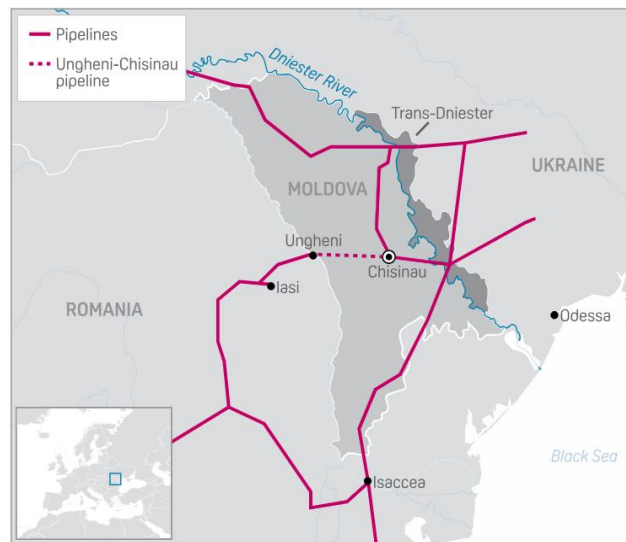 Pipelines
Ungheni-Chisinau
pipeline
Dniester River
Trans-Dniester
UKRAINE
MOLDOVA
Ungheni
Chisinau
Iasi
ROMANIA
Odessa
Black Sea
Isaccea